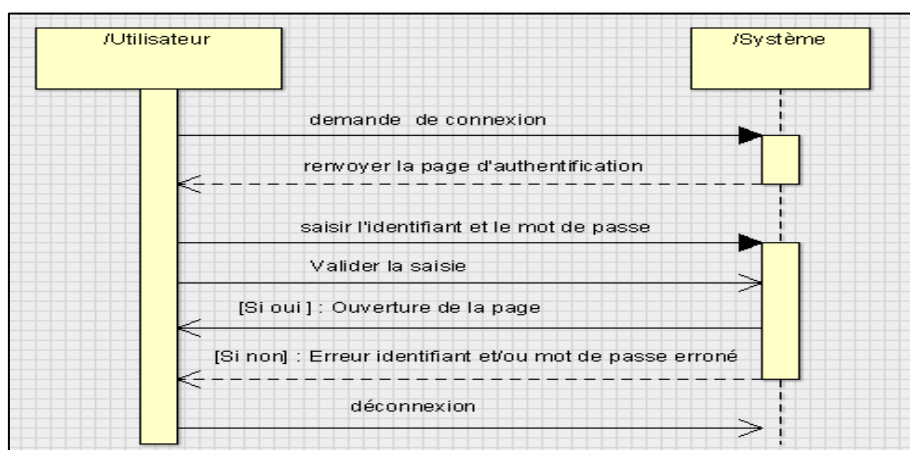 /Utilisateur
/Système
demande de connexion
renvoyer la page d'authentification
saisir l'identifiant et le mot de passe
Valider la saisie
[Si oui ] : Ouverture de la page
[Si non] : Erreur identifiant et/ou mot de passe erroné
déconnexion